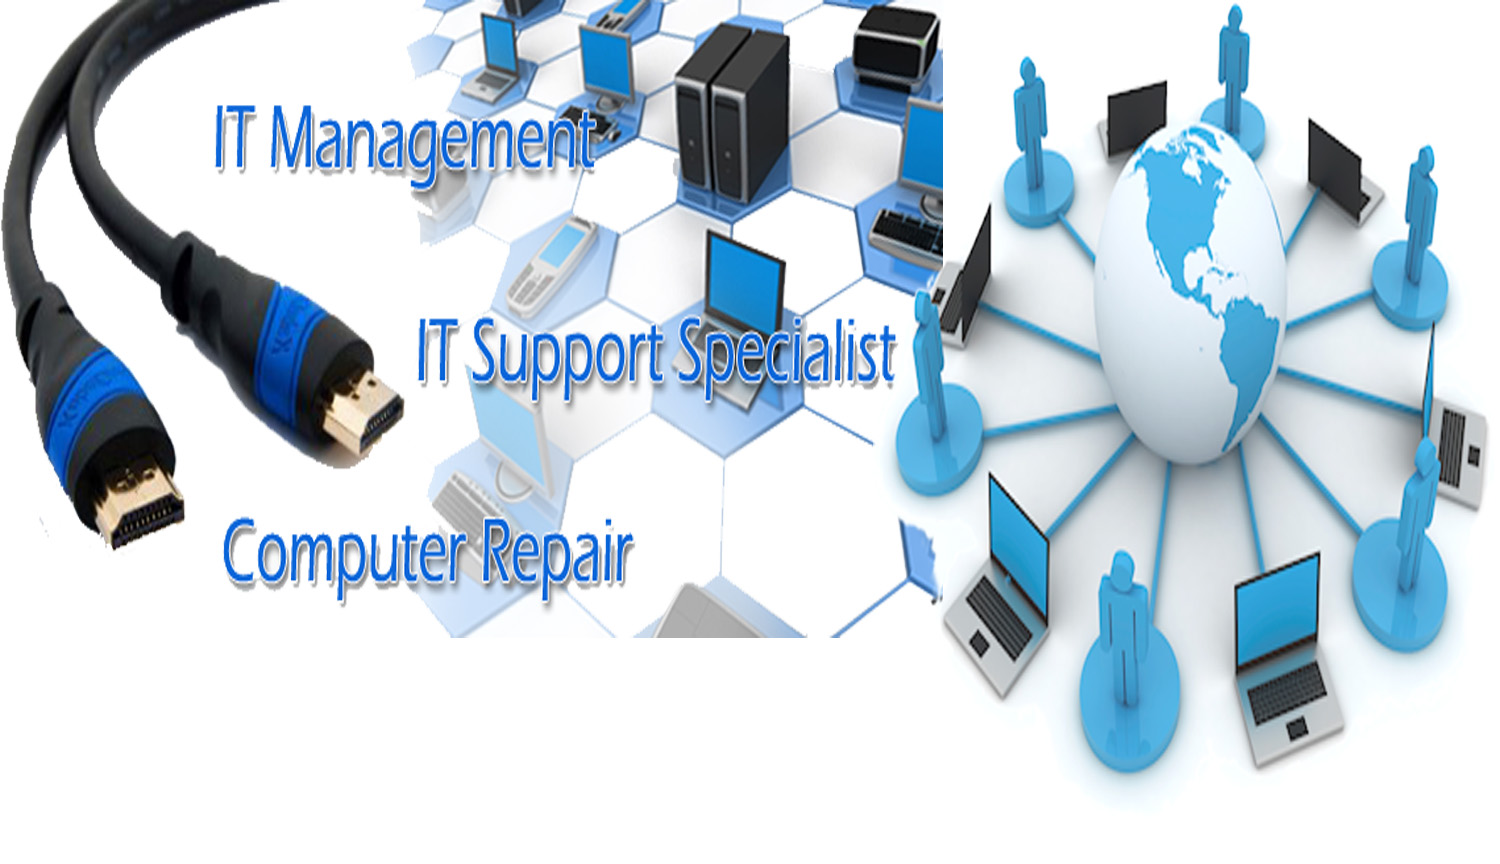 IT Management
IT Support Specialist
Computer Repair